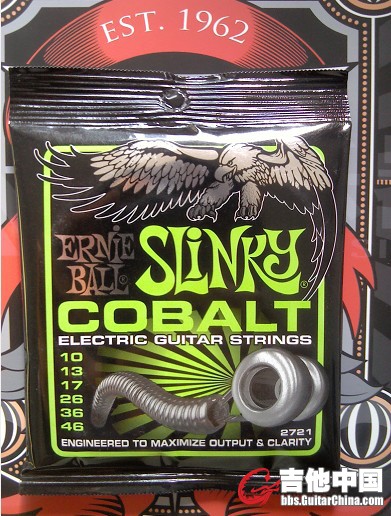 EST. 1962
ERNIE BALL®
SLINKY®
COBALT
ELECTRIC GUITAR STRINGS
10
13
17
26
36
46
2721
ENGINEERED TO MAXIMIZE OUTPUT & CLARITY
吉他中国
bbs.GuitarChina.com